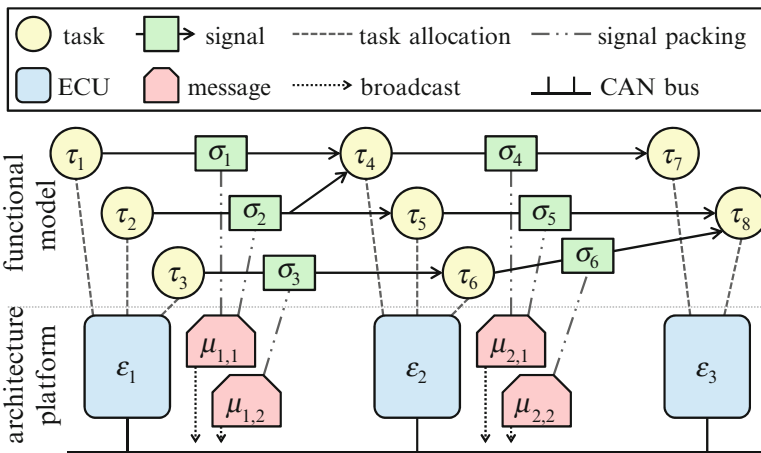 task signal task allocation signal packing
ECU message broadcast CAN bus
functional model
τ1 σ1 τ4 σ4 τ7
τ2 σ2 τ5 σ5 τ8
τ3 σ3 τ6 σ6
architecture platform
ε1 μ1,1 ε2 μ2,1 ε3
μ1,2 μ2,2